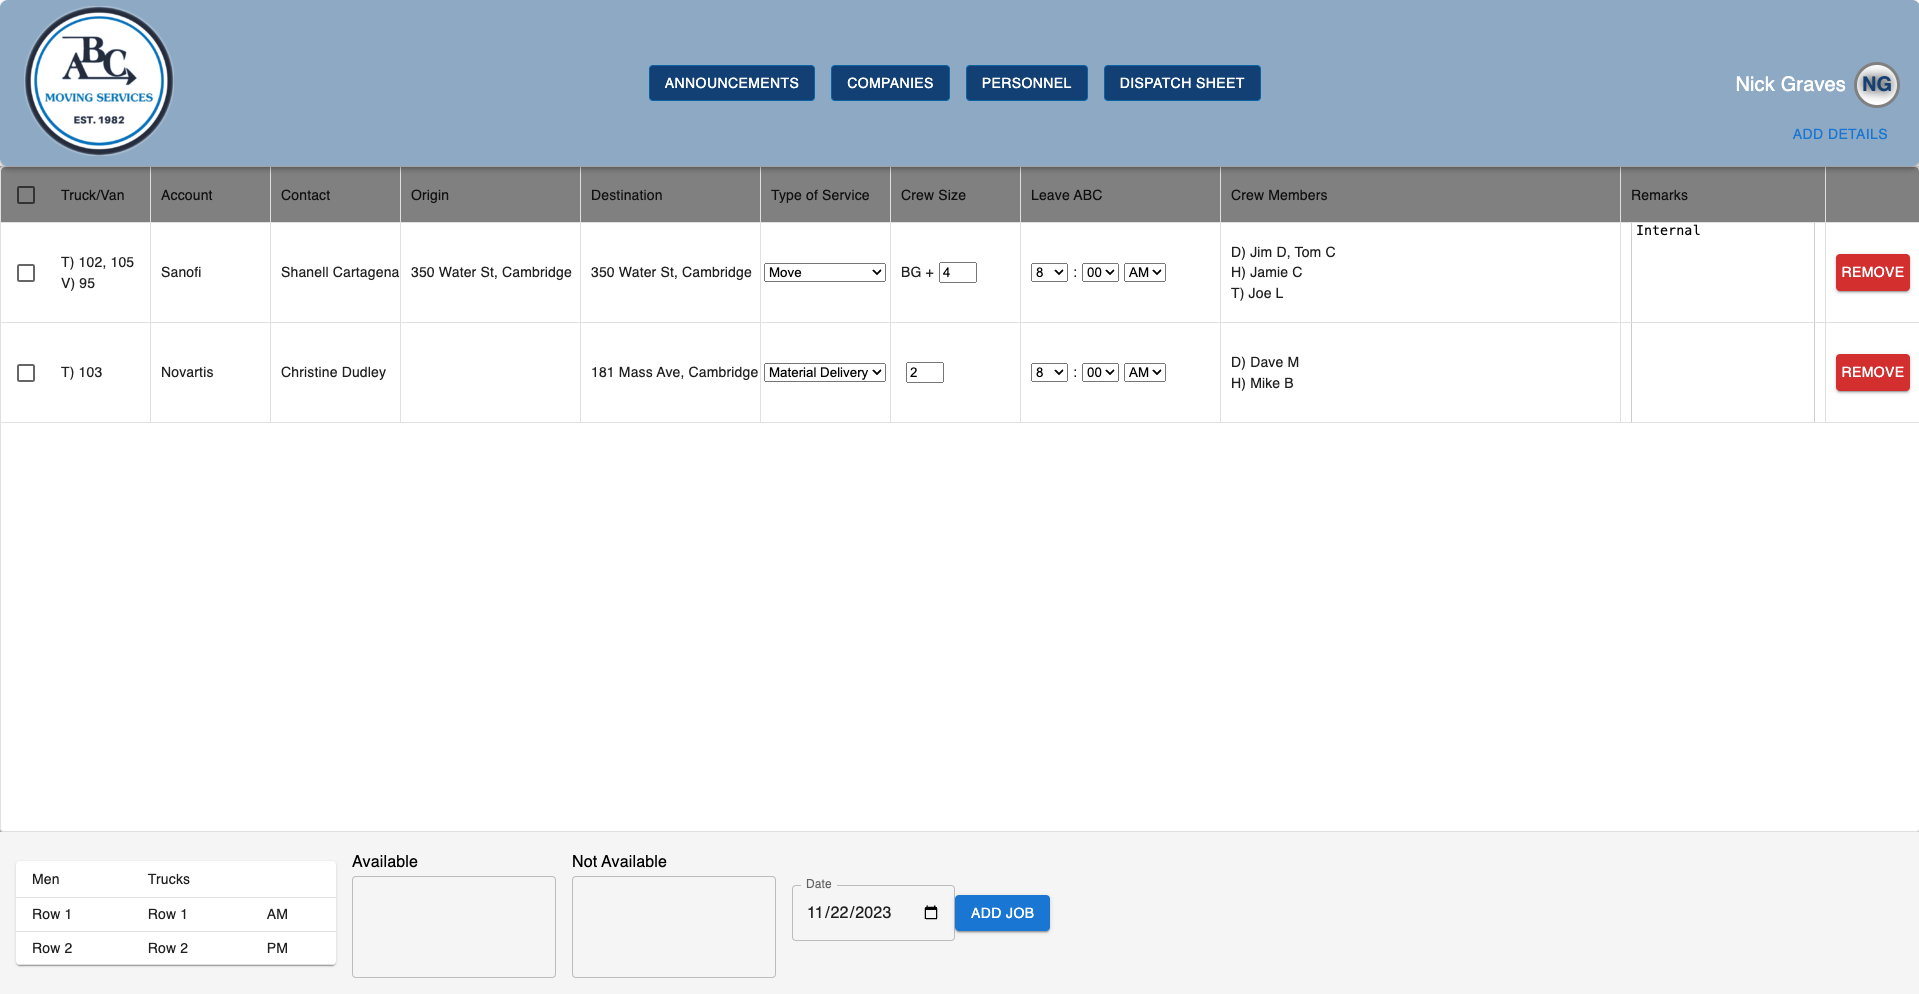 ABC
MOVING SERVICES
EST. 1982
ANNOUNCEMENTS
COMPANIES
PERSONNEL
DISPATCH SHEET
Nick Graves NG
ADD DETAILS
Truck/Van Account Contact Origin Destination Type of Service Crew Size Leave ABC Crew Members Remarks
T) 102, 105
V) 95
Sanofi
Shanell Cartagena
350 Water St, Cambridge
350 Water St, Cambridge
Move
BG + 4
8 : 00 AM
D) Jim D, Tom C
H) Jamie C
T) Joe L
Internal
REMOVE
T) 103
Novartis
Christine Dudley
181 Mass Ave, Cambridge
Material Delivery
2
8 : 00 AM
D) Dave M
H) Mike B
REMOVE
Men Trucks
Row 1 Row 1 AM
Row 2 Row 2 PM
Available
Not Available
Date
11/22/2023
ADD JOB